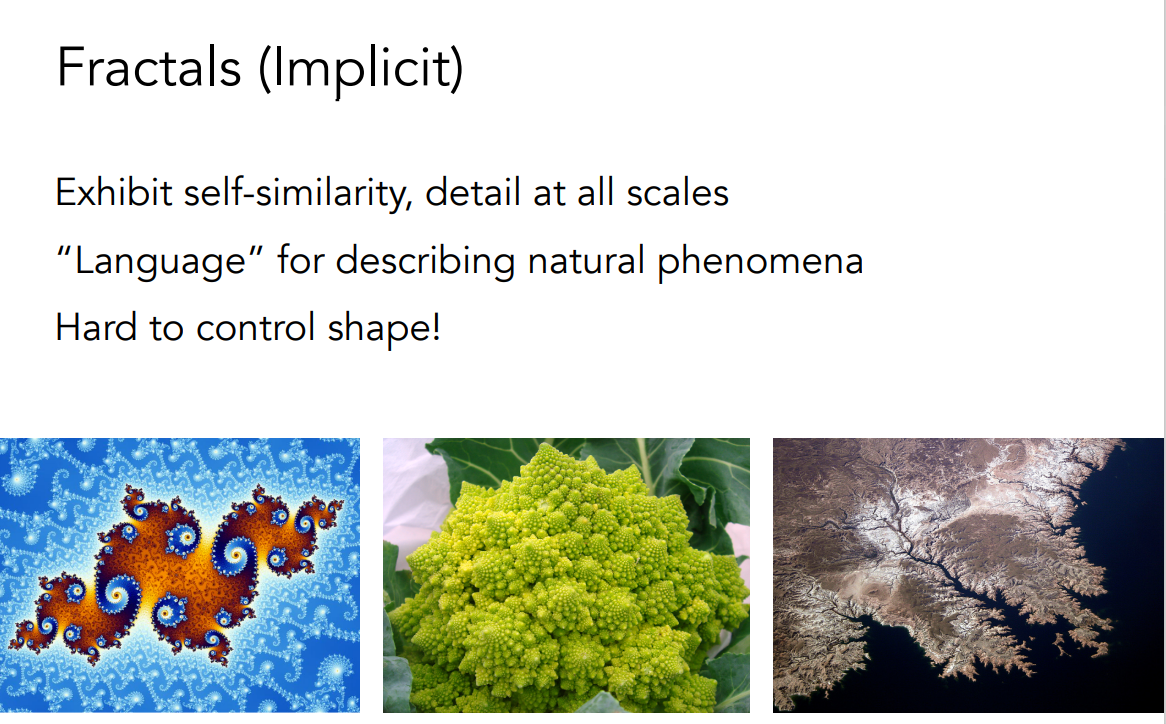 Fractals (Implicit)
Exhibit self-similarity, detail at all scales
“Language” for describing natural phenomena
Hard to control shape!